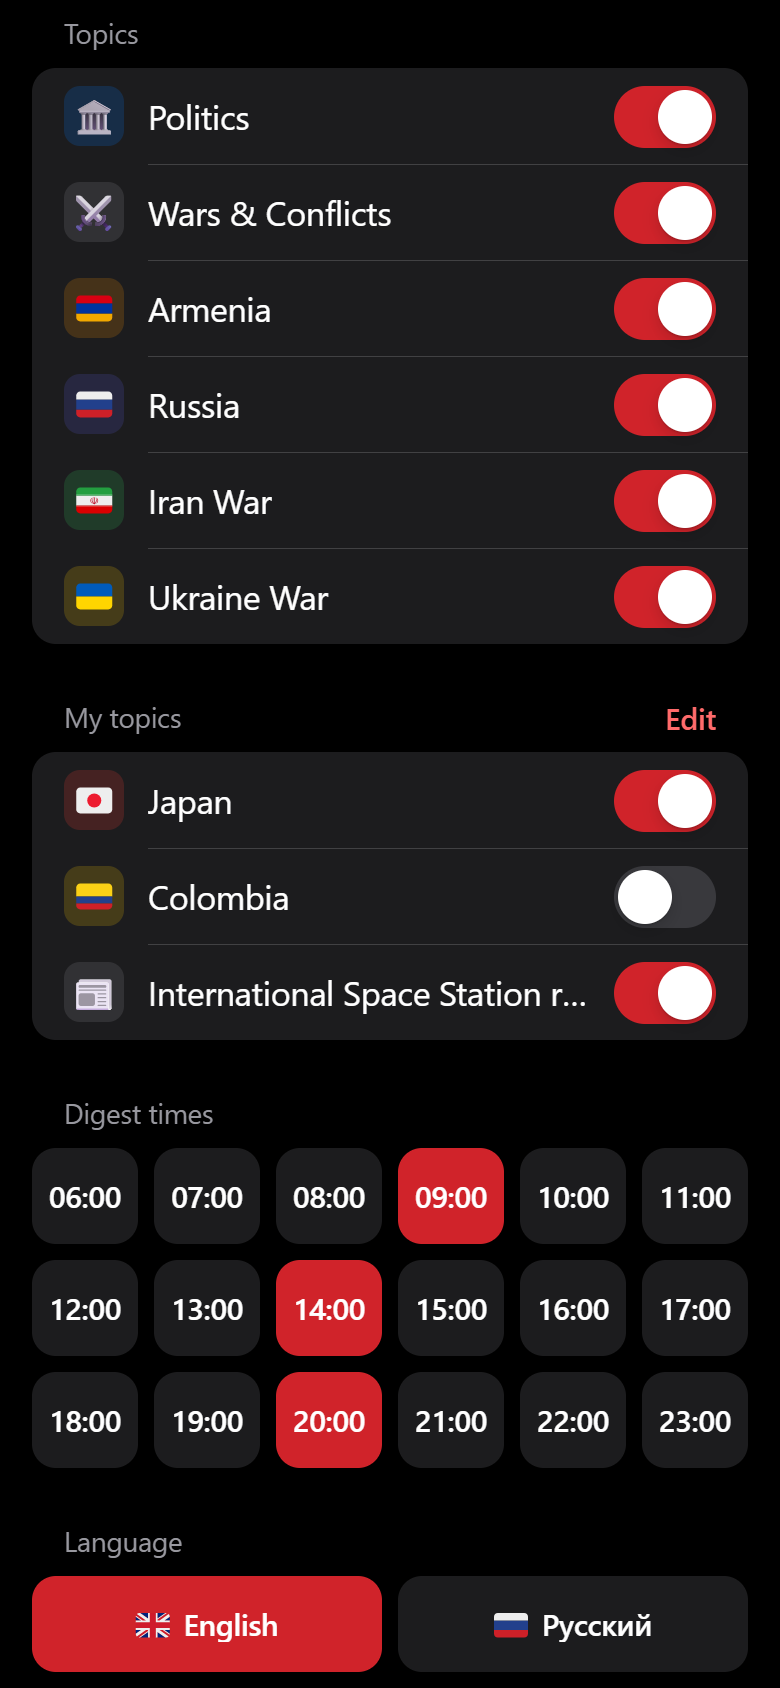 Topics
Politics
Wars & Conflicts
Armenia
Russia
Iran War
Ukraine War
My topics Edit
Japan
Colombia
International Space Station r...
Digest times
06:00 07:00 08:00 09:00 10:00 11:00
12:00 13:00 14:00 15:00 16:00 17:00
18:00 19:00 20:00 21:00 22:00 23:00
Language
English Русский